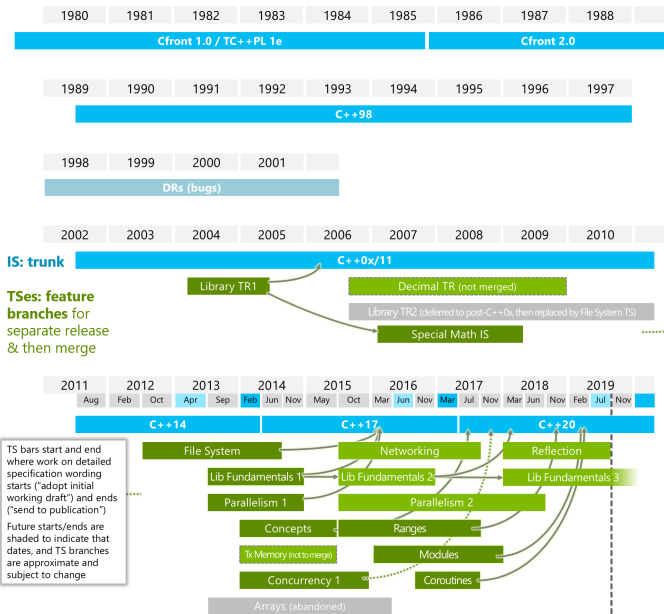 1980 1981 1982 1983 1984 1985 1986 1987 1988
Cfront 1.0 / TC++PL 1e Cfront 2.0
1989 1990 1991 1992 1993 1994 1995 1996 1997
C++98
1998 1999 2000 2001
DRs (bugs)
2002 2003 2004 2005 2006 2007 2008 2009 2010
IS: trunk
C++0x/11
Library TR1 Decimal TR (not merged)
TSes: feature
branches for
separate release
& then merge
Library TR2 (deferred to post-C++0x, then replaced by File System TS)
Special Math IS
2011 2012 2013 2014 2015 2016 2017 2018 2019
Aug Feb Oct Apr Sep Feb Jun Nov May Oct Mar Jun Nov Mar Jul Nov Mar Jun Nov Feb Jul Nov
C++14 C++17 C++20
File System Networking Reflection
Lib Fundamentals 1 Lib Fundamentals 2 Lib Fundamentals 3
Parallelism 1 Parallelism 2
Concepts Ranges
Tx Memory (not to merge) Modules
Concurrency 1 Coroutines
Arrays (abandoned)
TS bars start and end
where work on detailed
specification wording
starts ("adopt initial
working draft") and ends
("send to publication")
Future starts/ends are
shaded to indicate that
dates, and TS branches
are approximate and
subject to change